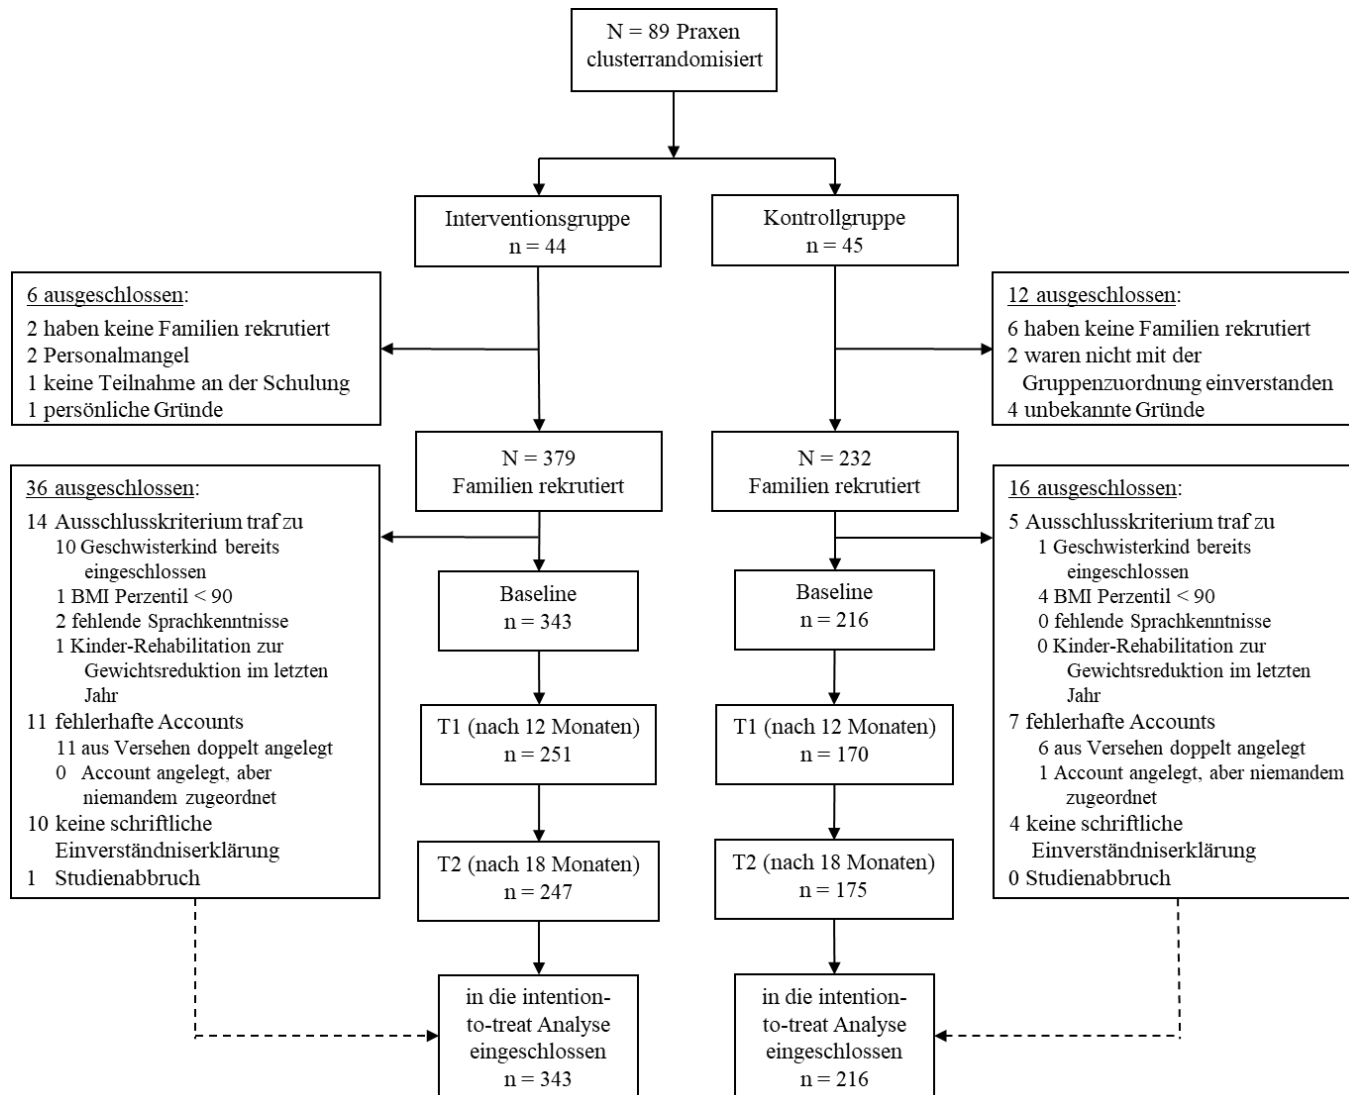 N = 89 Praxen
clusterrandomisiert
Interventionsgruppe
n = 44
Kontrollgruppe
n = 45
6 ausgeschlossen:
2 haben keine Familien rekrutiert
2 Personalmangel
1 keine Teilnahme an der Schulung
1 persönliche Gründe
12 ausgeschlossen:
6 haben keine Familien rekrutiert
2 waren nicht mit der
Gruppenzuordnung einverstanden
4 unbekannte Gründe
N = 379
Familien rekrutiert
N = 232
Familien rekrutiert
36 ausgeschlossen:
14 Ausschlusskriterium traf zu
10 Geschwisterkind bereits
eingeschlossen
1 BMI Perzentil < 90
2 fehlende Sprachkenntnisse
1 Kinder-Rehabilitation zur
Gewichtsreduktion im letzten
Jahr
11 fehlerhafte Accounts
11 aus Versehen doppelt angelegt
0 Account angelegt, aber
niemandem zugeordnet
10 keine schriftliche
Einverständniserklärung
1 Studienabbruch
16 ausgeschlossen:
5 Ausschlusskriterium traf zu
1 Geschwisterkind bereits
eingeschlossen
4 BMI Perzentil < 90
0 fehlende Sprachkenntnisse
0 Kinder-Rehabilitation zur
Gewichtsreduktion im letzten
Jahr
7 fehlerhafte Accounts
6 aus Versehen doppelt angelegt
1 Account angelegt, aber niemandem
zugeordnet
4 keine schriftliche
Einverständniserklärung
0 Studienabbruch
Baseline
n = 343
Baseline
n = 216
T1 (nach 12 Monaten)
n = 251
T1 (nach 12 Monaten)
n = 170
T2 (nach 18 Monaten)
n = 247
T2 (nach 18 Monaten)
n = 175
in die intention-
to-treat Analyse
eingeschlossen
n = 343
in die intention-
to-treat Analyse
eingeschlossen
n = 216